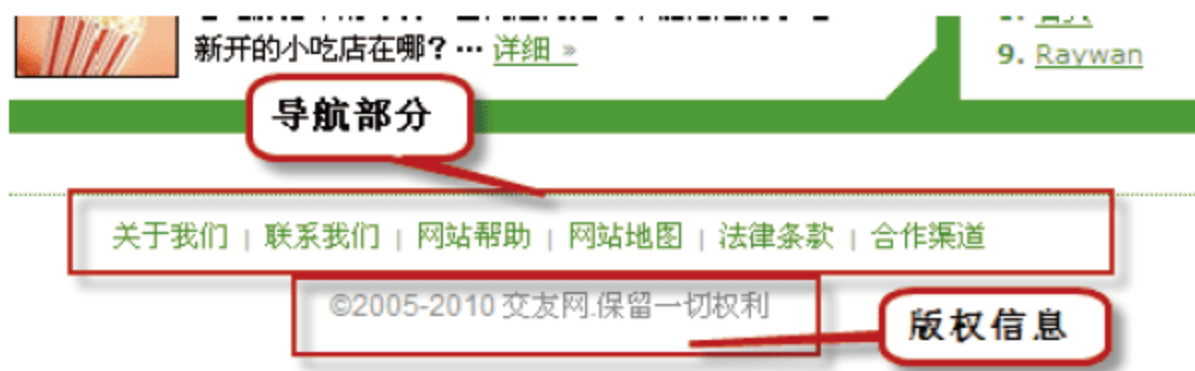 新开的小吃店在哪？… 详细 »
9. Raywan
导航部分
关于我们 | 联系我们 | 网站帮助 | 网站地图 | 法律条款 | 合作渠道
©2005-2010 交友网.保留一切权利
版权信息